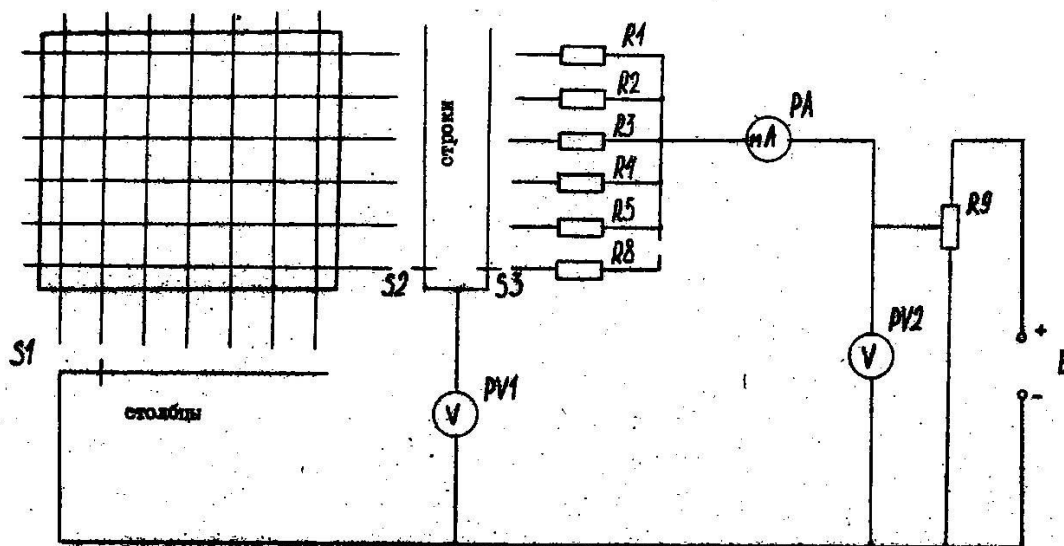 R1
R2
R3
R4
R5
R8
строки
PA
mA
R9
S2
S3
S1
столбцы
PV1
V
PV2
V
+
-